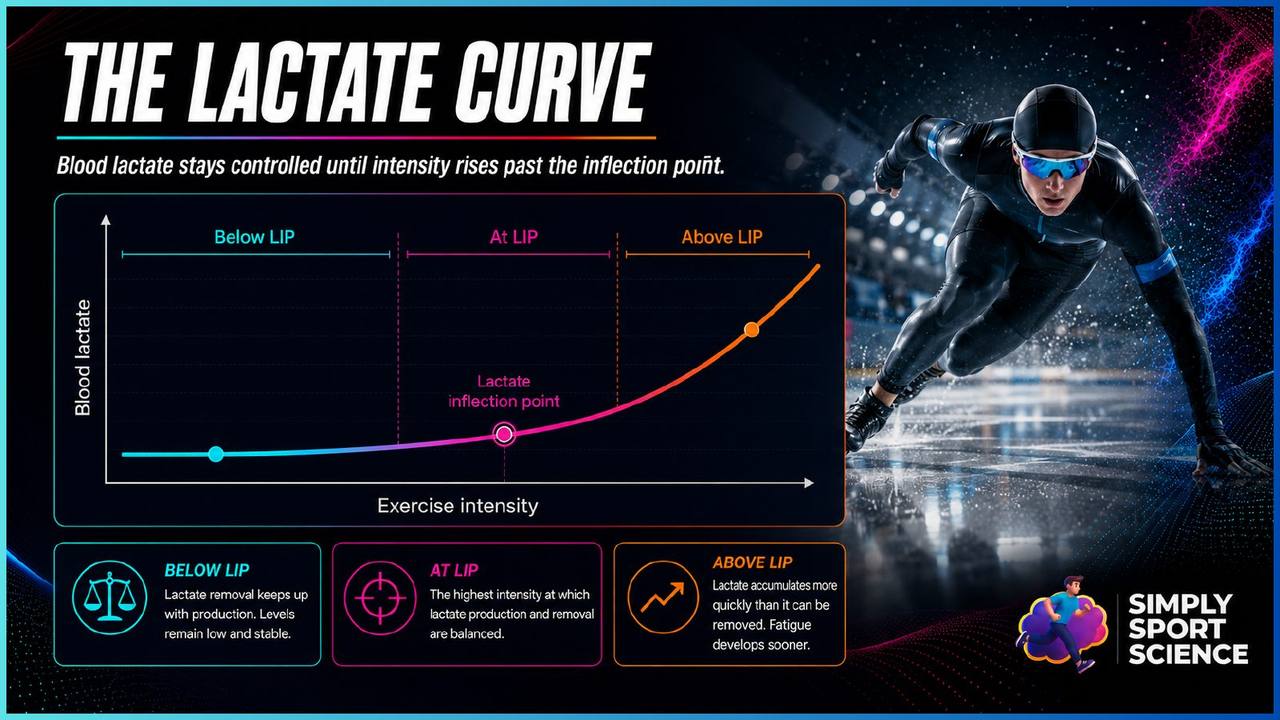 THE LACTATE CURVE
Blood lactate stays controlled until intensity rises past the inflection point.
Below LIP
At LIP
Above LIP
Blood lactate
Lactate
inflection point
Exercise intensity
BELOW LIP
Lactate removal keeps up
with production. Levels
remain low and stable.
AT LIP
The highest intensity at which
lactate production and removal
are balanced.
ABOVE LIP
Lactate accumulates more
quickly than it can be
removed. Fatigue
develops sooner.
SIMPLY
SPORT
SCIENCE